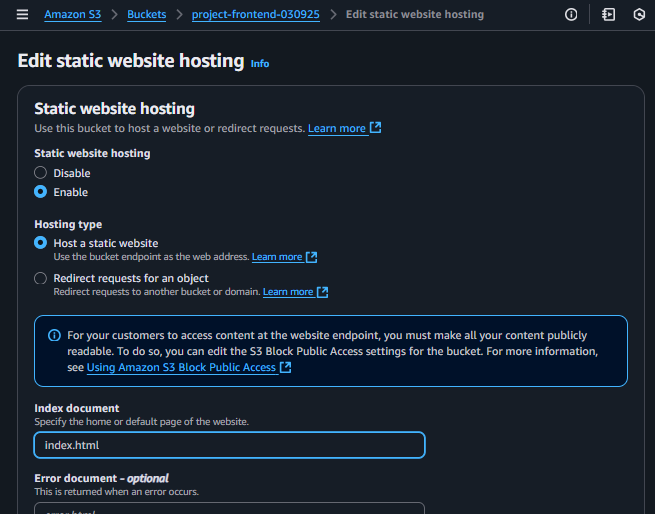 Amazon S3 > Buckets > project-frontend-030925 > Edit static website hosting
Edit static website hosting Info
Static website hosting
Use this bucket to host a website or redirect requests. Learn more
Static website hosting
Disable
Enable
Hosting type
Host a static website
Use the bucket endpoint as the web address. Learn more
Redirect requests for an object
Redirect requests to another bucket or domain. Learn more
For your customers to access content at the website endpoint, you must make all your content publicly
readable. To do so, you can edit the S3 Block Public Access settings for the bucket. For more information,
see Using Amazon S3 Block Public Access
Index document
Specify the home or default page of the website.
index.html
Error document – optional
This is returned when an error occurs.
error.html